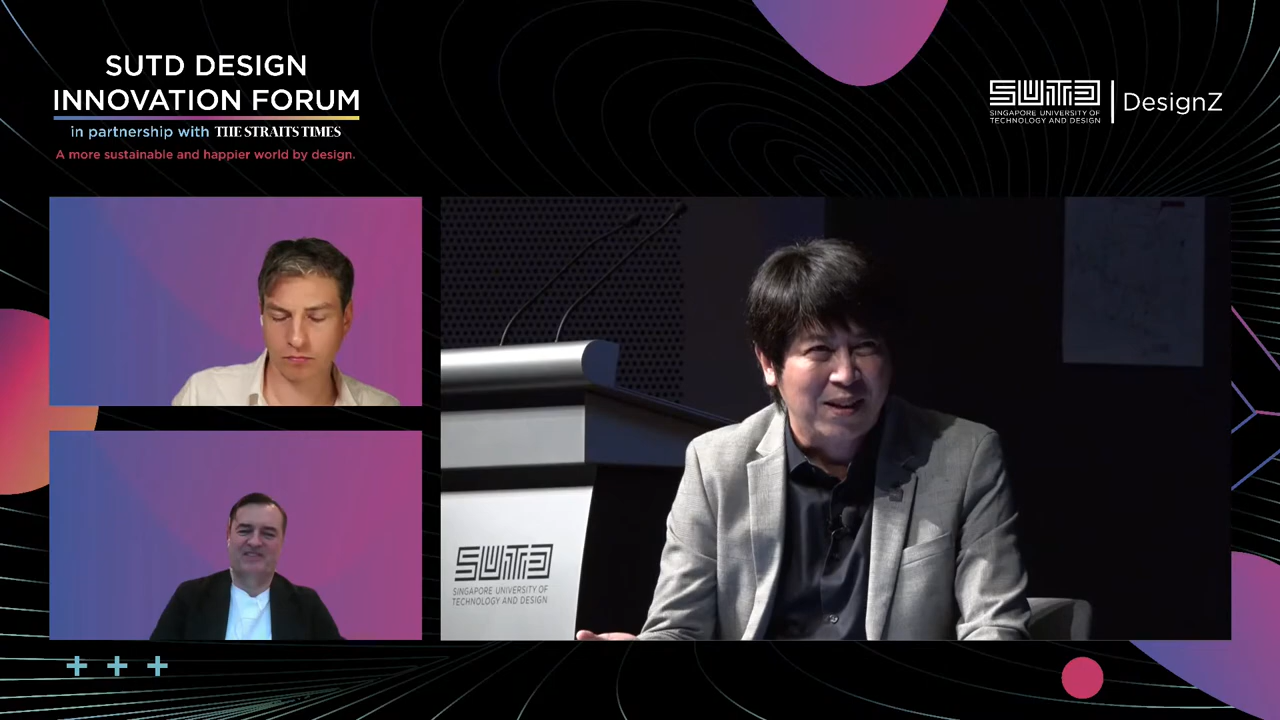 SUTD DESIGN
INNOVATION FORUM
in partnership with THE STRAITS TIMES
A more sustainable and happier world by design.
SUTD
SINGAPORE UNIVERSITY OF
TECHNOLOGY AND DESIGN
DesignZ
SUTD
SINGAPORE UNIVERSITY OF
TECHNOLOGY AND DESIGN